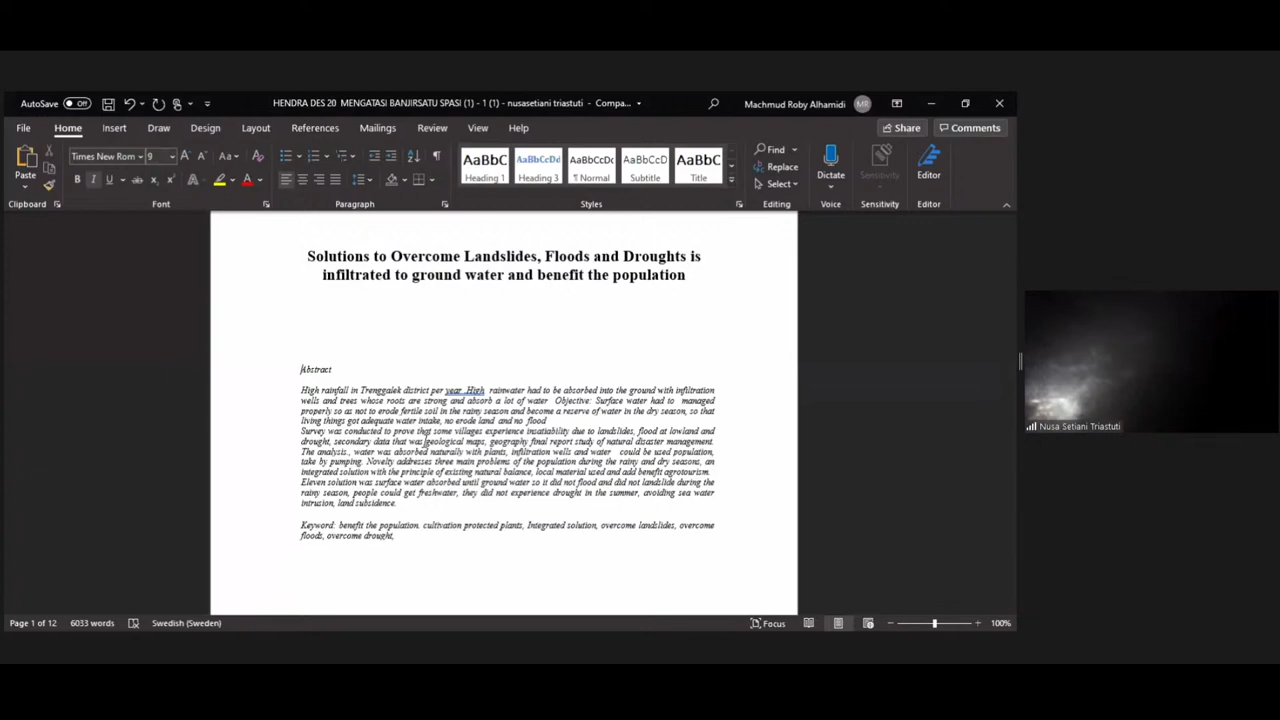 AutoSave Off HENDRA DES 20 MENGATASI BANJIRSATU SPASI (1) - 1 (1) - nusasetiani triastuti - Compa... Machmud Roby Alhamidi MR
File Home Insert Draw Design Layout References Mailings Review View Help Share Comments
Paste Times New Rom 9 Aa AaBbC AaBbCcDd AaBbCc AaBbCcDd AaBbC Find Dictate Sensitivity Editor
Heading 1 Heading 3 ¶ Normal Subtitle Title Replace
B I U ab x₂ x² A A Select
Clipboard Font Paragraph Styles Editing Voice Sensitivity Editor
Solutions to Overcome Landslides, Floods and Droughts is
infiltrated to ground water and benefit the population
Abstract
High rainfall in Trenggalek district per year .High rainwater had to be absorbed into the ground with infiltration
wells and trees whose roots are strong and absorb a lot of water Objective: Surface water had to managed
properly so as not to erode fertile soil in the rainy season and become a reserve of water in the dry season, so that
living things got adequate water intake, no erode land and no flood
Survey was conducted to prove that some villages experience insatiability due to landslides, flood at lowland and
drought, secondary data that was geological maps, geography final report study of natural disaster management.
The analysis., water was absorbed naturally with plants, infiltration wells and water could be used population,
take by pumping. Novelty addresses three main problems of the population during the rainy and dry seasons, an
integrated solution with the principle of existing natural balance, local material used and add benefit agrotourism.
Eleven solution was surface water absorbed until ground water so it did not flood and did not landslide during the
rainy season, people could get freshwater, they did not experience drought in the summer, avoiding sea water
intrusion, land subsidence.
Keyword: benefit the population. cultivation protected plants, Integrated solution, overcome landslides, overcome
floods, overcome drought,
Nusa Setiani Triastuti
Page 1 of 12 6033 words Swedish (Sweden) Focus 100%